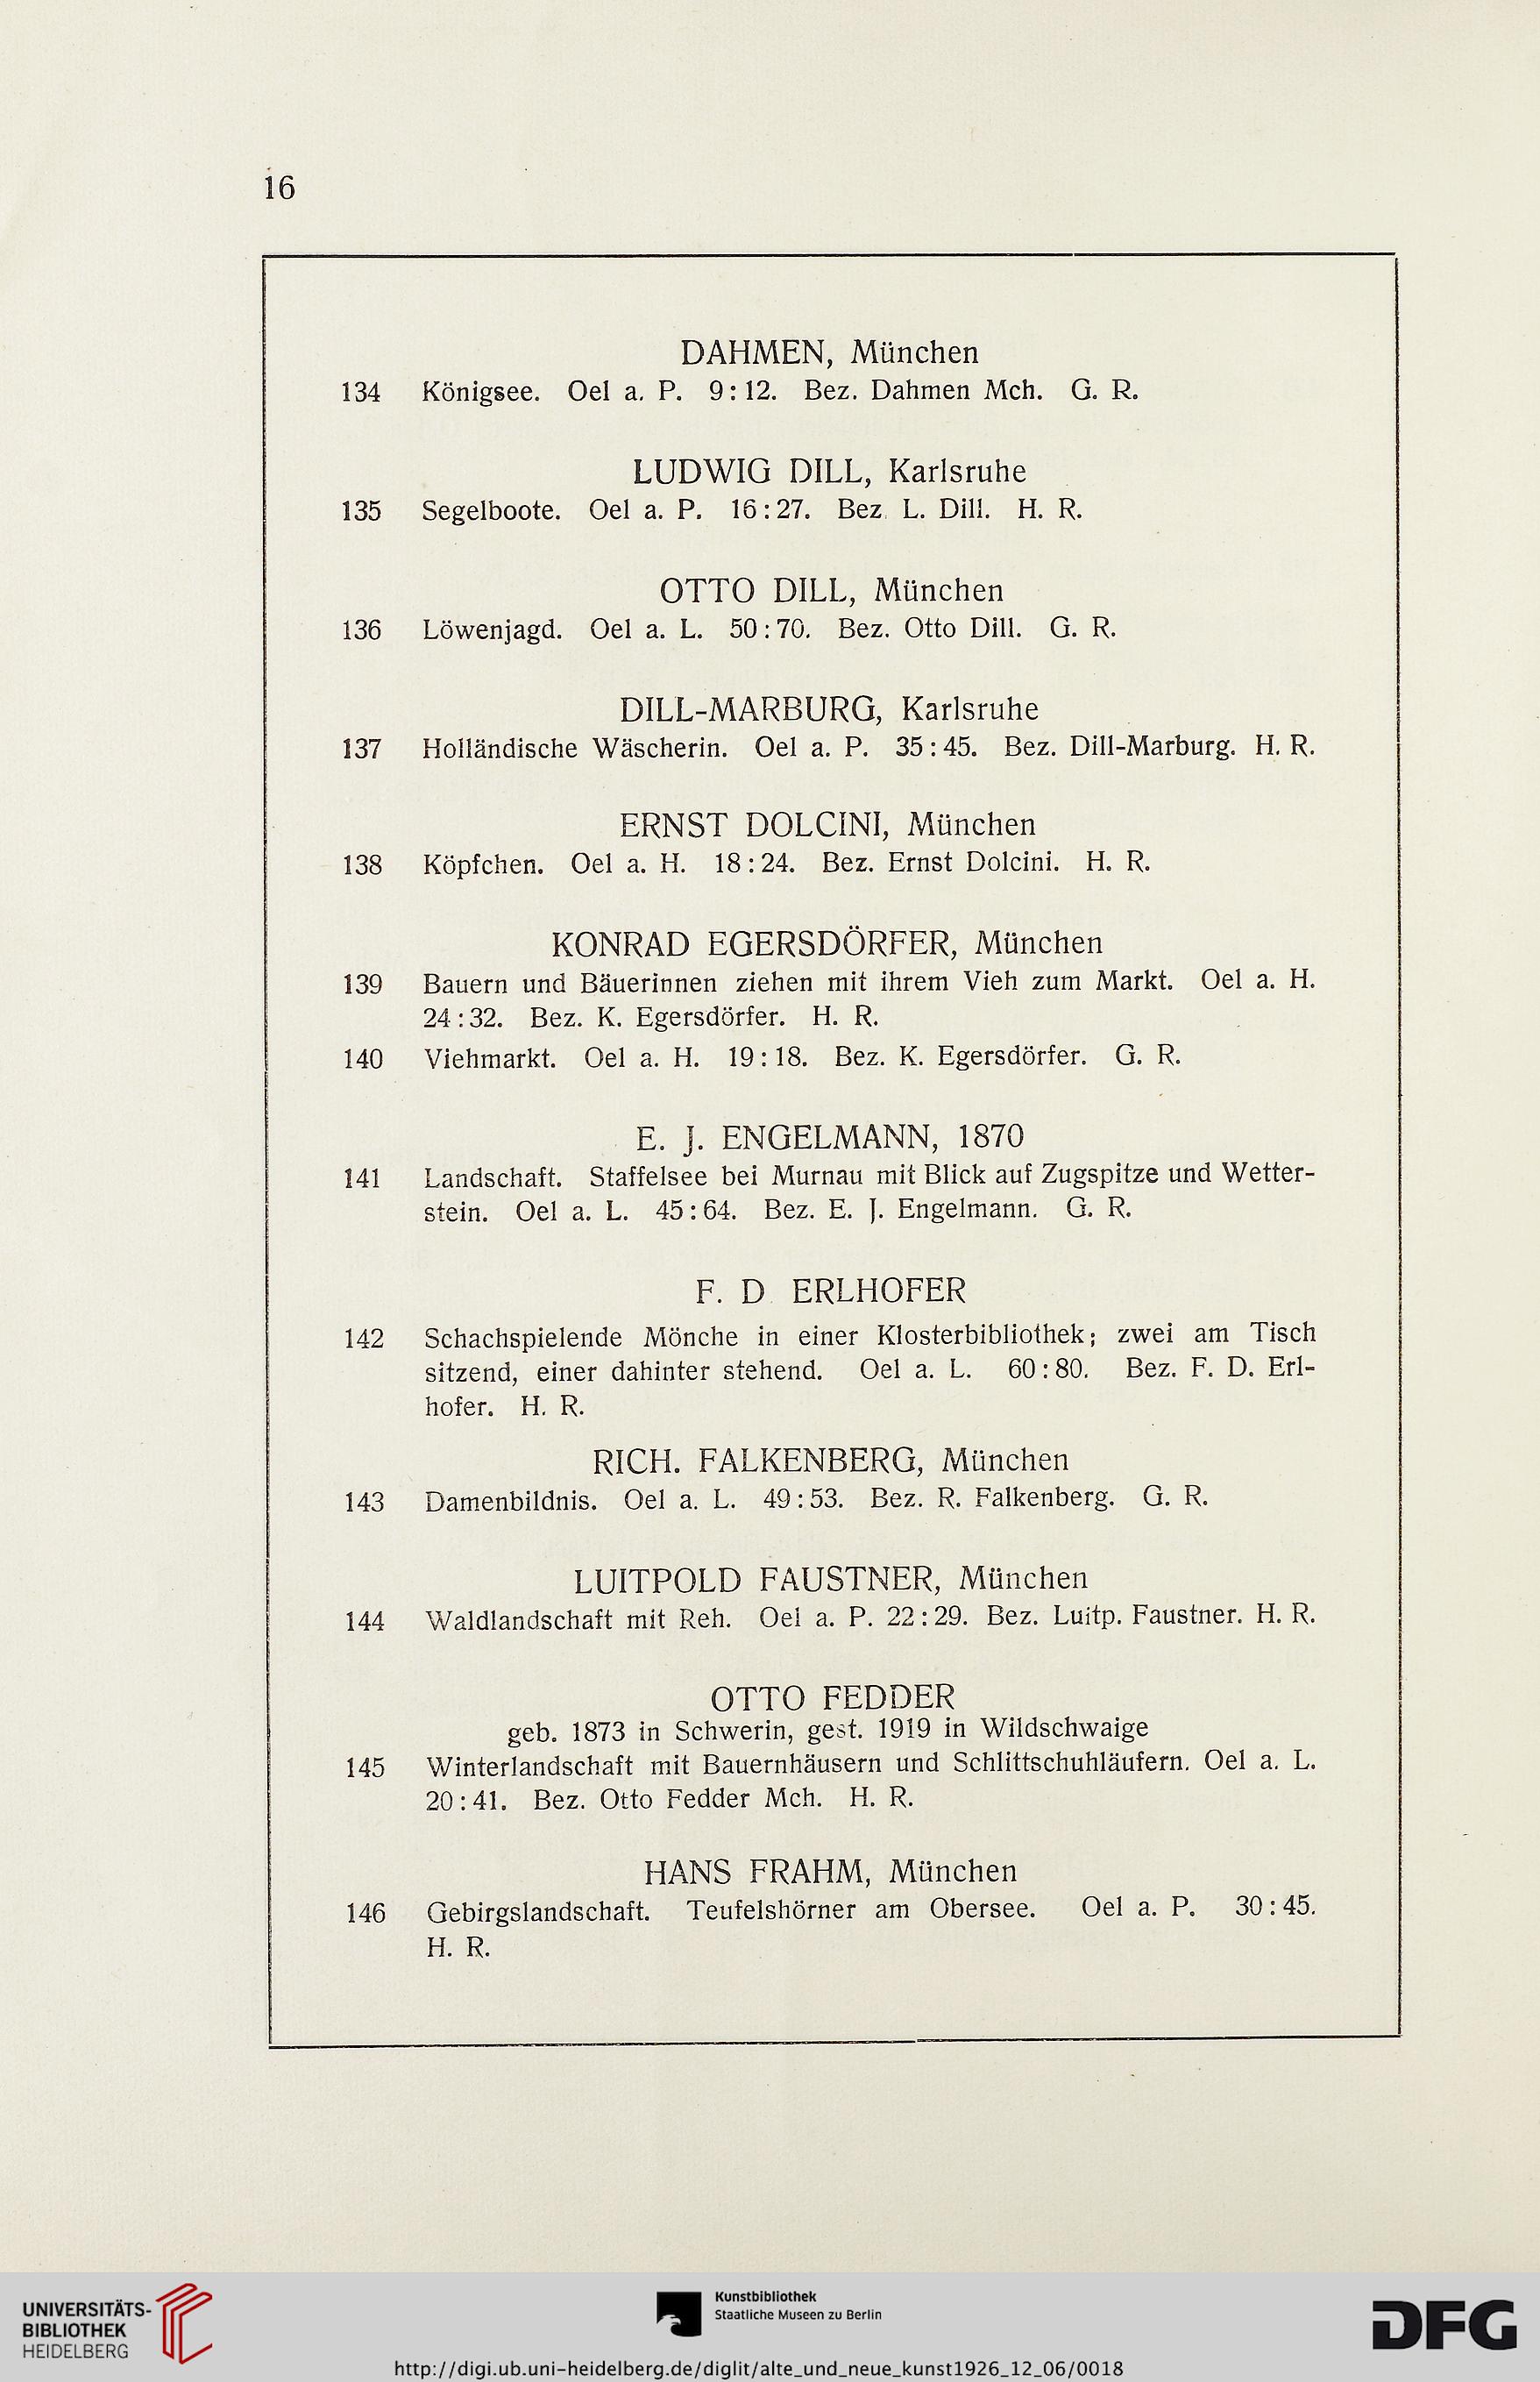 16
DAHMEN, München
134 Königsee. Oel a. P. 9:12. Bez. Dahmen Mch. G. R.
LUDWIG DILL, Karlsruhe
135 Segelboote. Oel a. P. 16:27. Bez. L. Dill. H. R.
OTTO DILL, München
136 Löwenjagd. Oel a. L. 50:70. Bez. Otto Dill. G. R.
DILL-MARBURG, Karlsruhe
137 Holländische Wäscherin. Oel a. P. 35:45. Bez. Dill-Marburg. H. R.
ERNST DOLCINI, München
138 Köpfchen. Oel a. H. 18:24. Bez. Ernst Dolcini. H. R.
KONRAD EGERSDÖRFER, München
139 Bauern und Bäuerinnen ziehen mit ihrem Vieh zum Markt. Oel a. H.
24:32. Bez. K. Egersdörfer. H. R.
140 Viehmarkt. Oel a. H. 19:18. Bez. K. Egersdörfer. G. R.
E. J. ENGELMANN, 1870
141 Landschaft. Staffelsee bei Murnau mit Blick auf Zugspitze und Wetter-
stein. Oel a. L. 45:64. Bez. E. J. Engelmann. G. R.
F. D. ERLHOFER
142 Schachspielende Mönche in einer Klosterbibliothek; zwei am Tisch
sitzend, einer dahinter stehend. Oel a. L. 60:80. Bez. F. D. Erl-
hofer. H. R.
RICH. FALKENBERG, München
143 Damenbildnis. Oel a. L. 49:53. Bez. R. Falkenberg. G. R.
LUITPOLD FAUSTNER, München
144 Waldlandschaft mit Reh. Oel a. P. 22:29. Bez. Luitp. Faustner. H. R.
OTTO FEDDER
geb. 1873 in Schwerin, gest. 1919 in Wildschwaige
145 Winterlandschaft mit Bauernhäusern und Schlittschuhläufern. Oel a. L.
20:41. Bez. Otto Fedder Mch. H. R.
HANS FRAHM, München
146 Gebirgslandschaft. Teufelshörner am Obersee. Oel a. P. 30:45.
H. R.
UNIVERSITÄTS-
BIBLIOTHEK
HEIDELBERG
Kunstbibliothek
Staatliche Museen zu Berlin
DFG
http://digi.ub.uni-heidelberg.de/diglit/alte_und_neue_kunst1926_12_06/0018